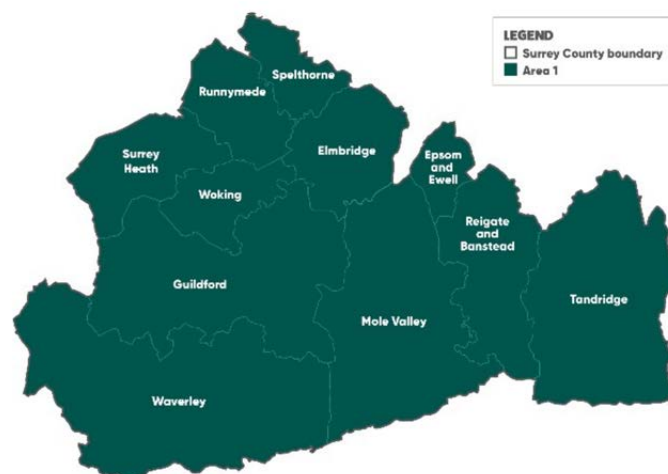 LEGEND
Surrey County boundary
Area 1
Spelthorne
Runnymede
Surrey
Heath
Elmbridge
Epsom
and
Ewell
Woking
Reigate
and
Banstead
Guildford
Tandridge
Mole Valley
Waverley